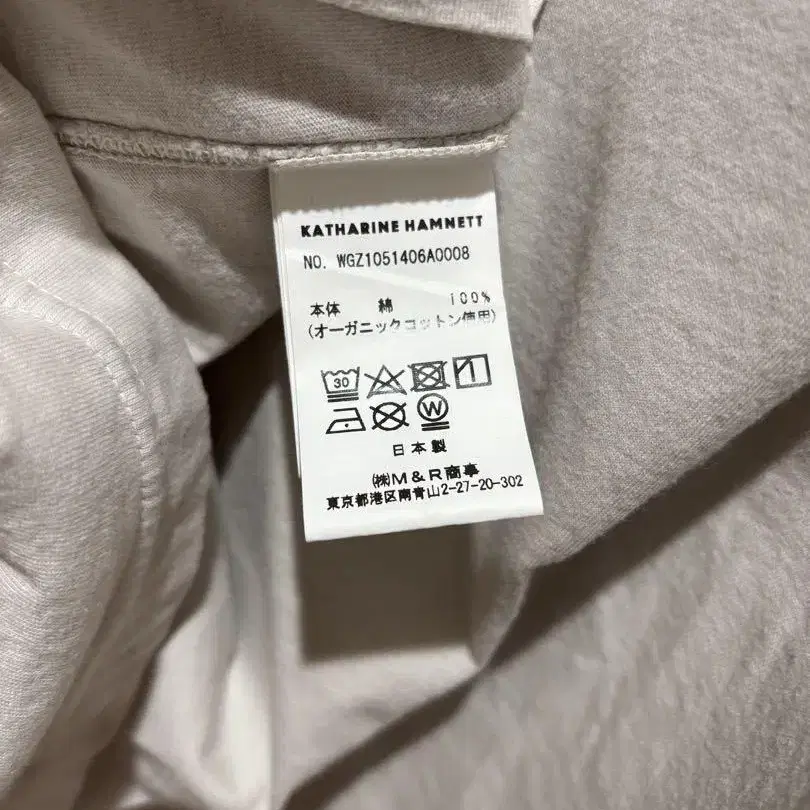 KATHARINE HAMNETT
NO. WGZ1051406A0008
本体 綿 100%
(オーガニックコットン使用)
30
W
日本製
(株)M&R商事
東京都港区南青山2-27-20-302